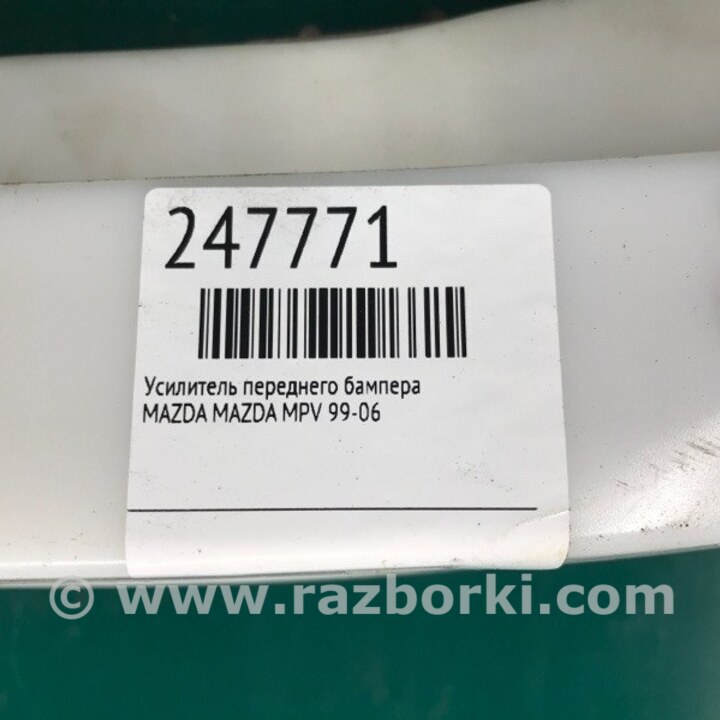 247771
Усилитель переднего бампера
MAZDA MAZDA MPV 99-06
© www.razborki.com